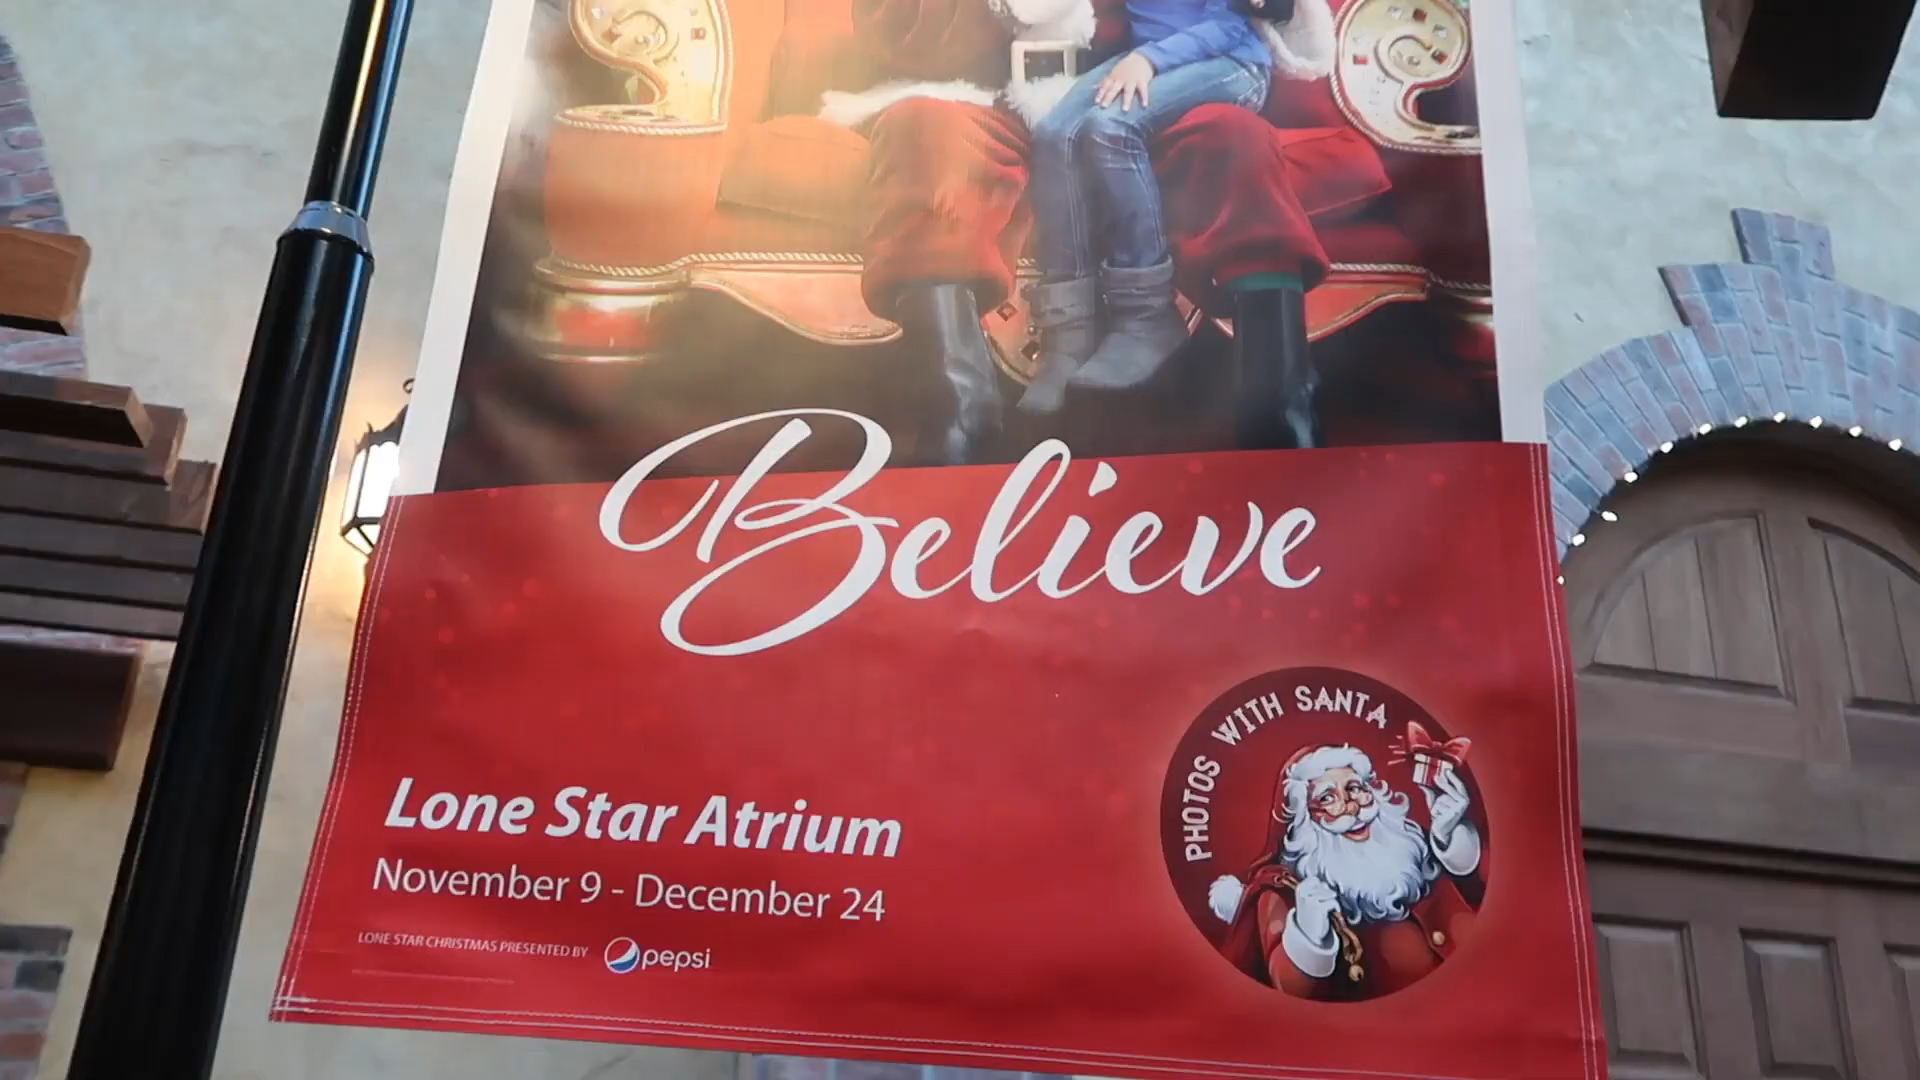 Believe
PHOTOS WITH SANTA
Lone Star Atrium
November 9 - December 24
LONE STAR CHRISTMAS PRESENTED BY pepsi